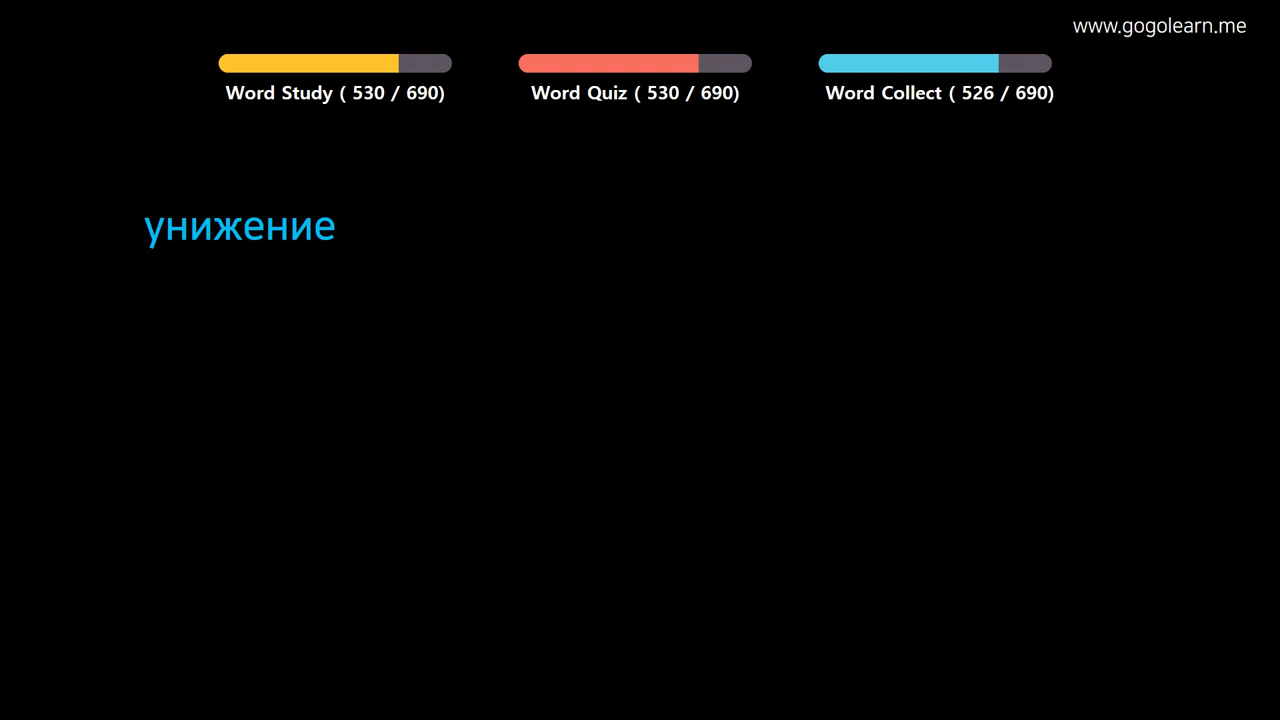 www.gogolearn.me
Word Study ( 530 / 690)
Word Quiz ( 530 / 690)
Word Collect ( 526 / 690)
унижение